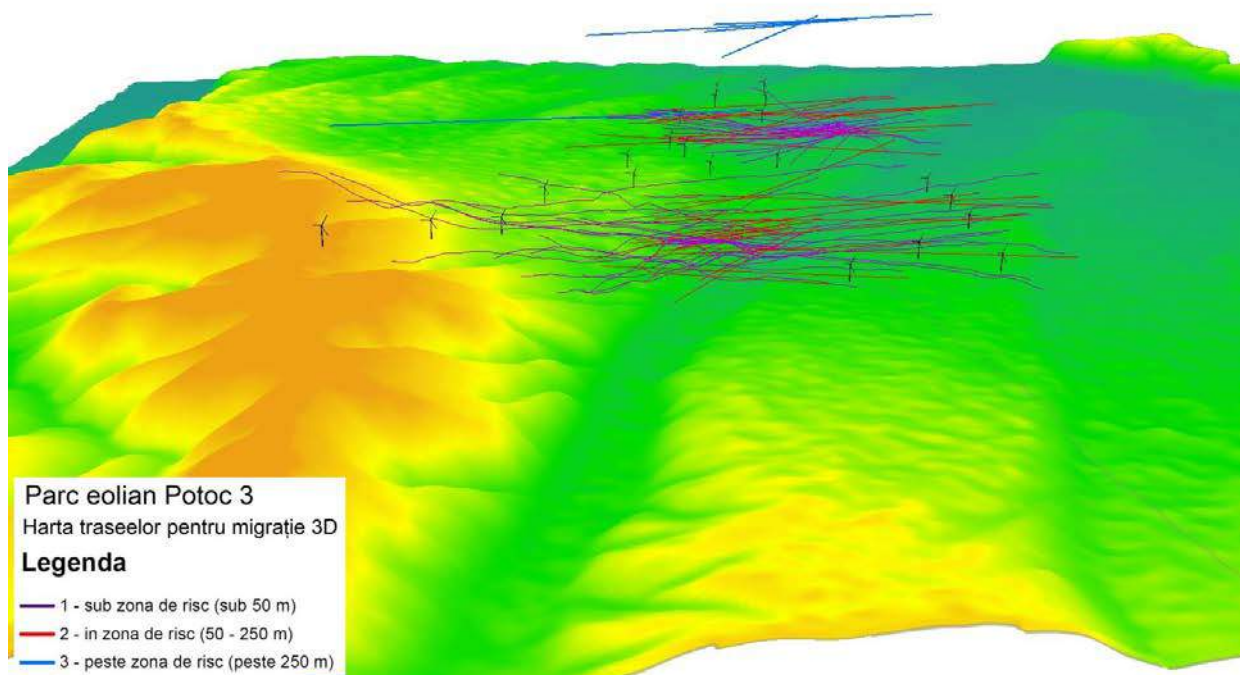 Parc eolian Potoc 3
Harta traseelor pentru migrație 3D
Legenda
1 - sub zona de risc (sub 50 m)
2 - in zona de risc (50 - 250 m)
3 - peste zona de risc (peste 250 m)